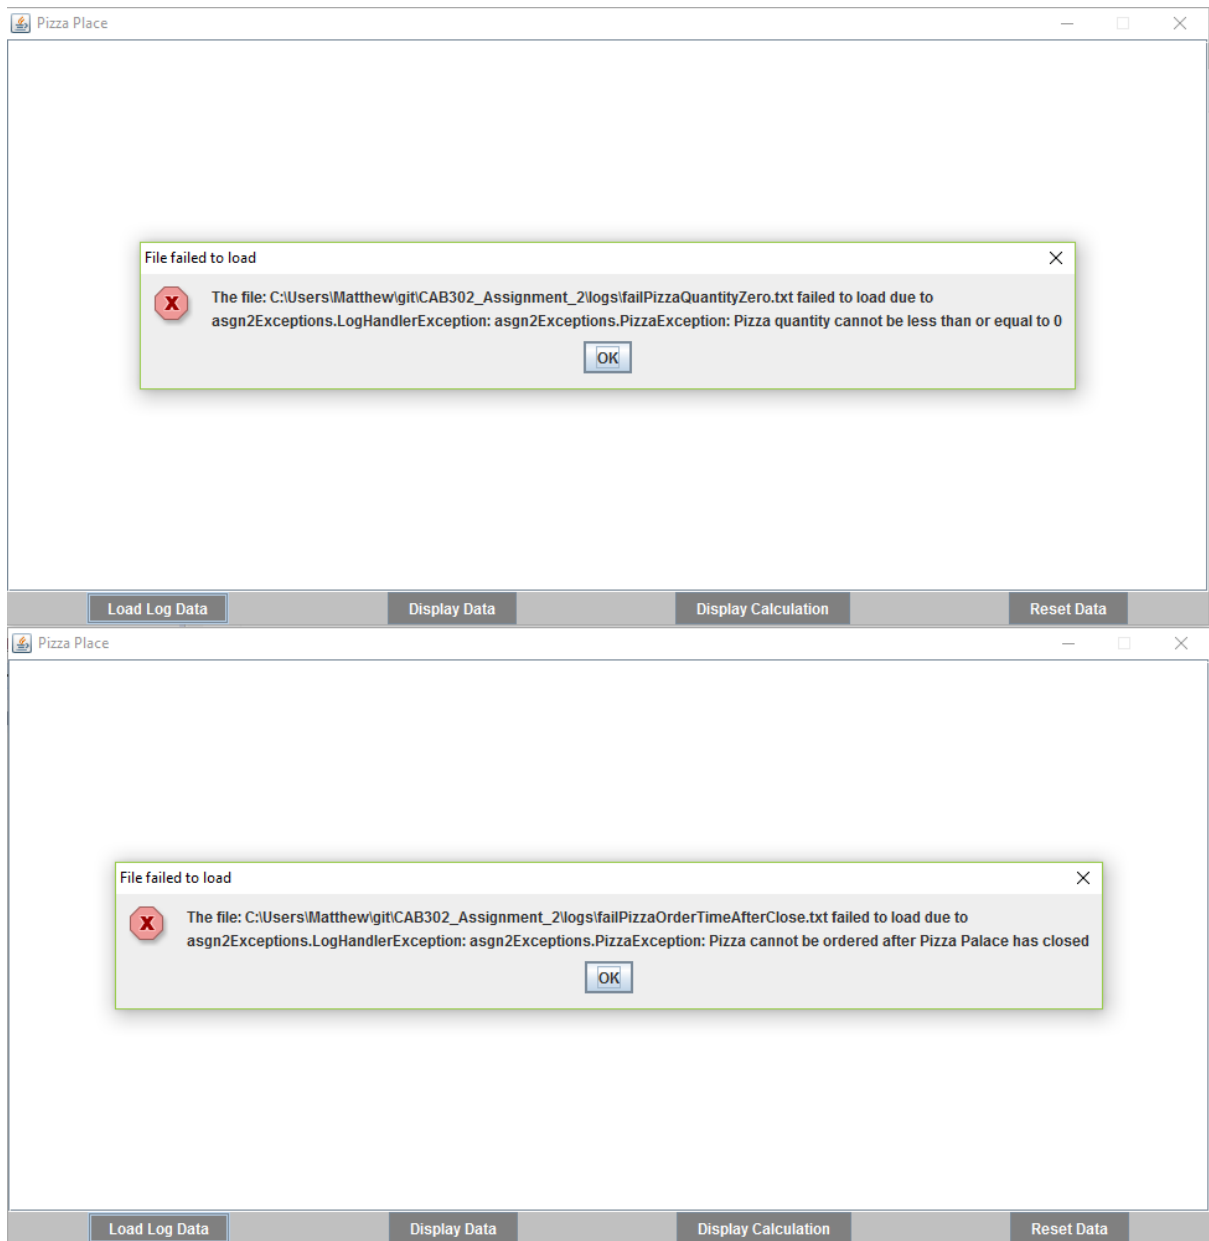 Pizza Place
File failed to load
The file: C:\Users\Matthew\git\CAB302_Assignment_2\logs\failPizzaQuantityZero.txt failed to load due to
asgn2Exceptions.LogHandlerException: asgn2Exceptions.PizzaException: Pizza quantity cannot be less than or equal to 0
OK
Load Log Data Display Data Display Calculation Reset Data
Pizza Place
File failed to load
The file: C:\Users\Matthew\git\CAB302_Assignment_2\logs\failPizzaOrderTimeAfterClose.txt failed to load due to
asgn2Exceptions.LogHandlerException: asgn2Exceptions.PizzaException: Pizza cannot be ordered after Pizza Palace has closed
OK
Load Log Data Display Data Display Calculation Reset Data